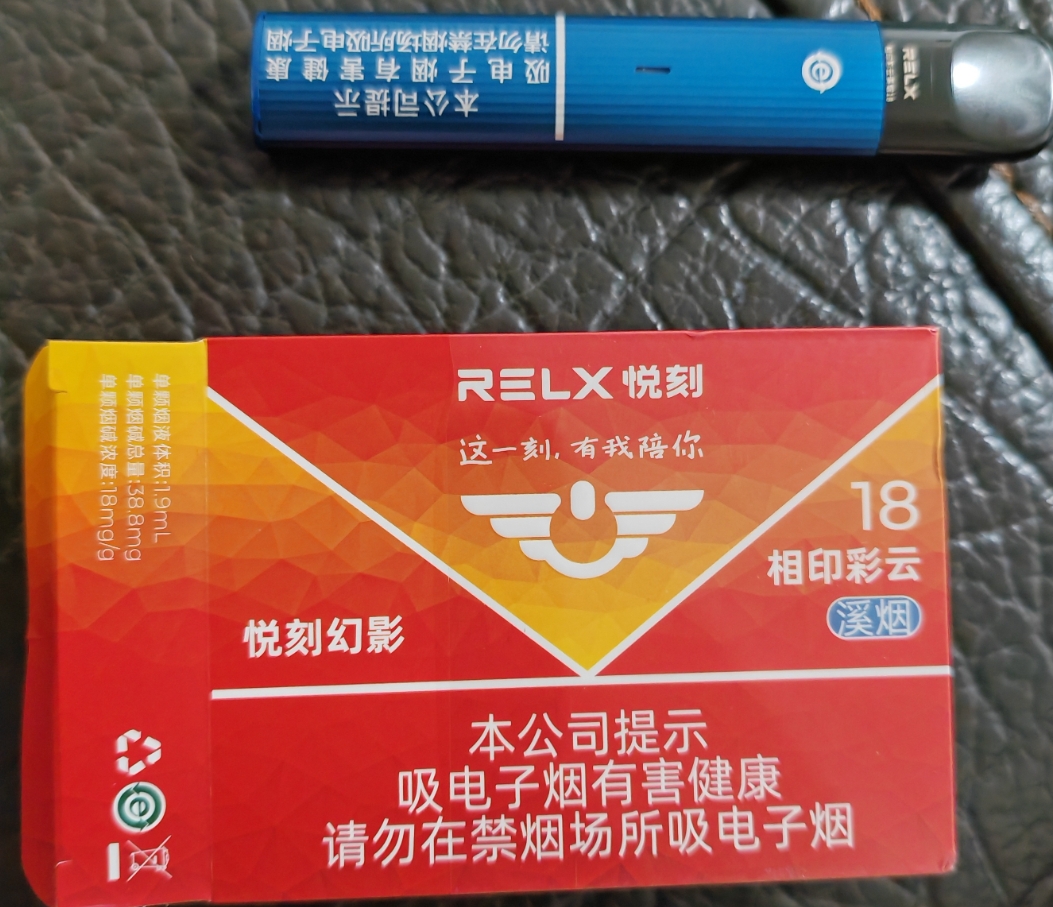 本公司提示
吸电子烟有害健康
请勿在禁烟场所吸电子烟
RELX
RELX 悦刻
这一刻，有我陪你
18
相印彩云
溪烟
悦刻幻影
本公司提示
吸电子烟有害健康
请勿在禁烟场所吸电子烟
单颗烟液体积:1.9mL
单颗烟碱总量:38.8mg
单颗烟碱浓度:18mg/g